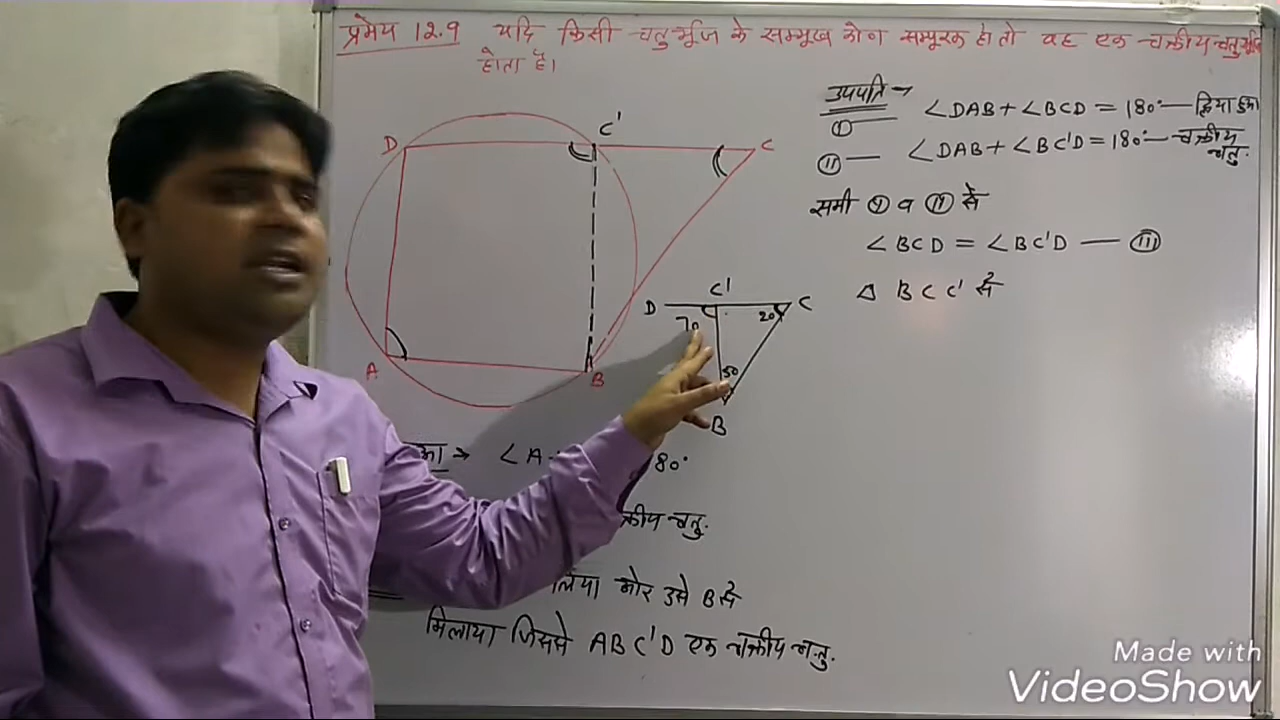 प्रमेय 12.9 यदि किसी चतुर्भुज के सम्मुख कोण सम्पूरक हो तो वह एक चक्रीय चतुर्भुज
होता है।
D
C'
C
A
B
D
C'
C
70
20
50
B
∠A 180°
चक्रीय चतु.
लिया और उसे B से
मिलाया जिससे ABC'D एक चक्रीय चतु.
उपपति →
① ∠DAB + ∠BCD = 180° — दिया हुआ
② — ∠DAB + ∠BC'D = 180° — चक्रीय चतु.
समी ① व ② से
∠BCD = ∠BC'D — ③
Δ BCC' से
Made with
VideoShow